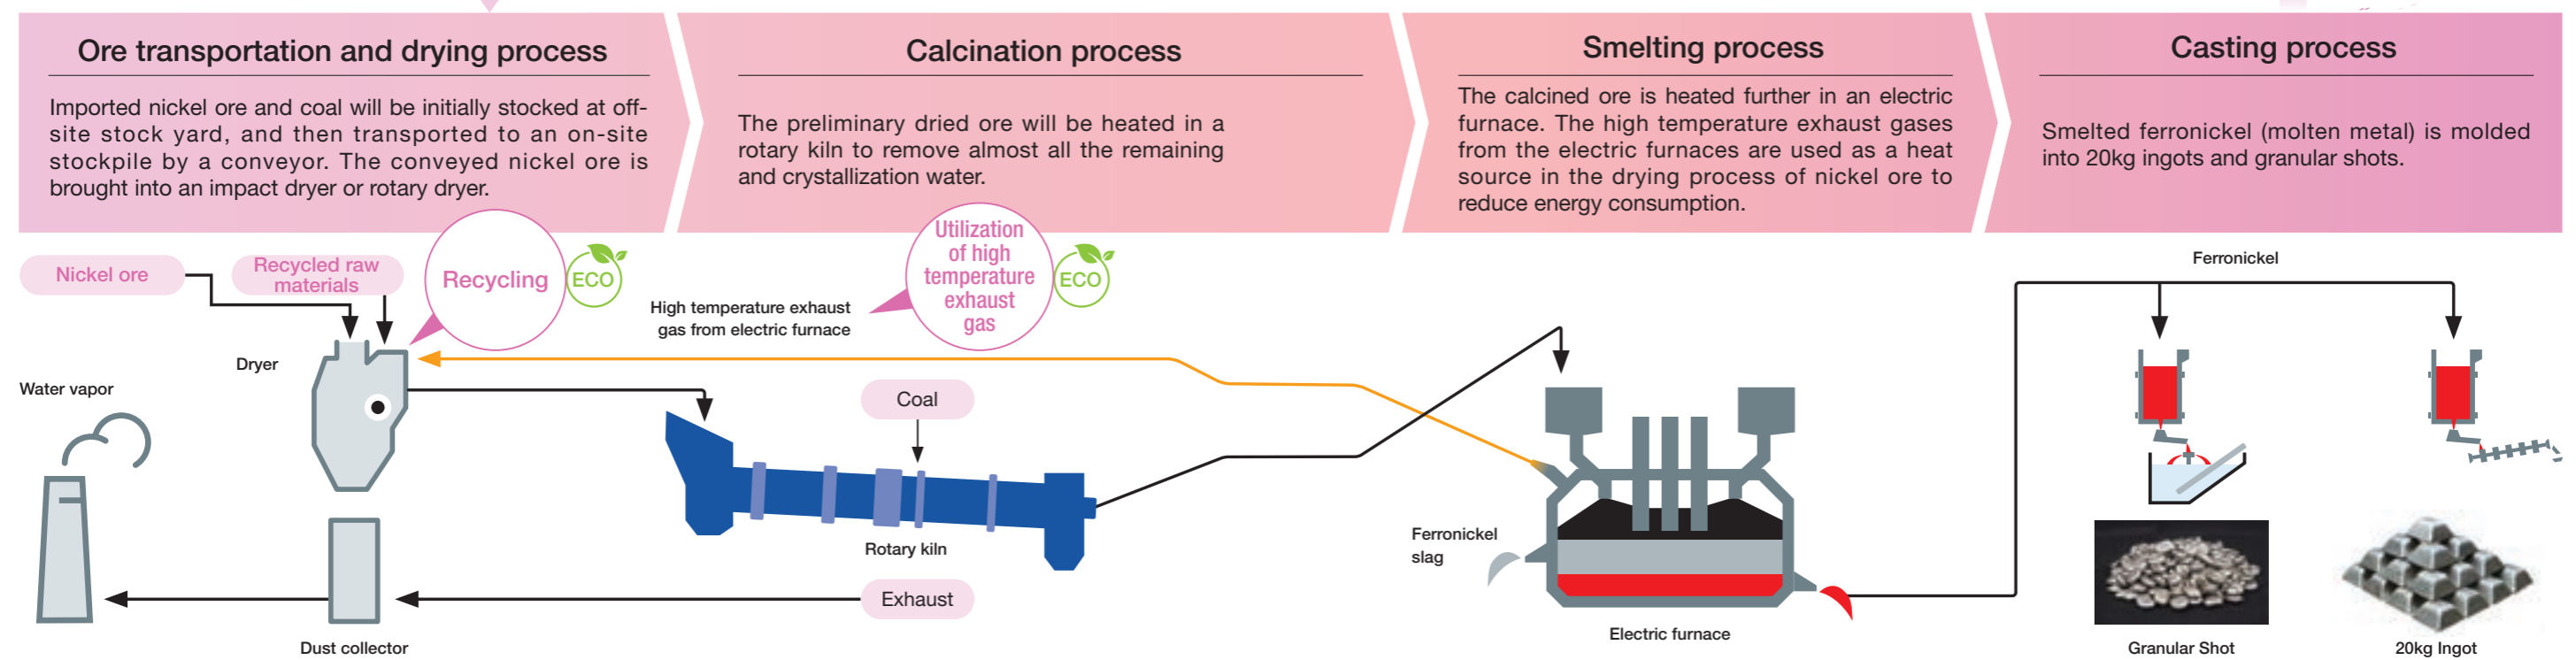 Ore transportation and drying process
Imported nickel ore and coal will be initially stocked at off-
site stock yard, and then transported to an on-site
stockpile by a conveyor. The conveyed nickel ore is
brought into an impact dryer or rotary dryer.
Calcination process
The preliminary dried ore will be heated in a
rotary kiln to remove almost all the remaining
and crystallization water.
Smelting process
The calcined ore is heated further in an electric
furnace. The high temperature exhaust gases
from the electric furnaces are used as a heat
source in the drying process of nickel ore to
reduce energy consumption.
Casting process
Smelted ferronickel (molten metal) is molded
into 20kg ingots and granular shots.
Nickel ore
Recycled raw
materials
Recycling
ECO
High temperature exhaust
gas from electric furnace
Utilization
of high
temperature
exhaust
gas
ECO
Ferronickel
Dryer
Water vapor
Coal
Rotary kiln
Ferronickel
slag
Exhaust
Dust collector
Electric furnace
Granular Shot
20kg Ingot